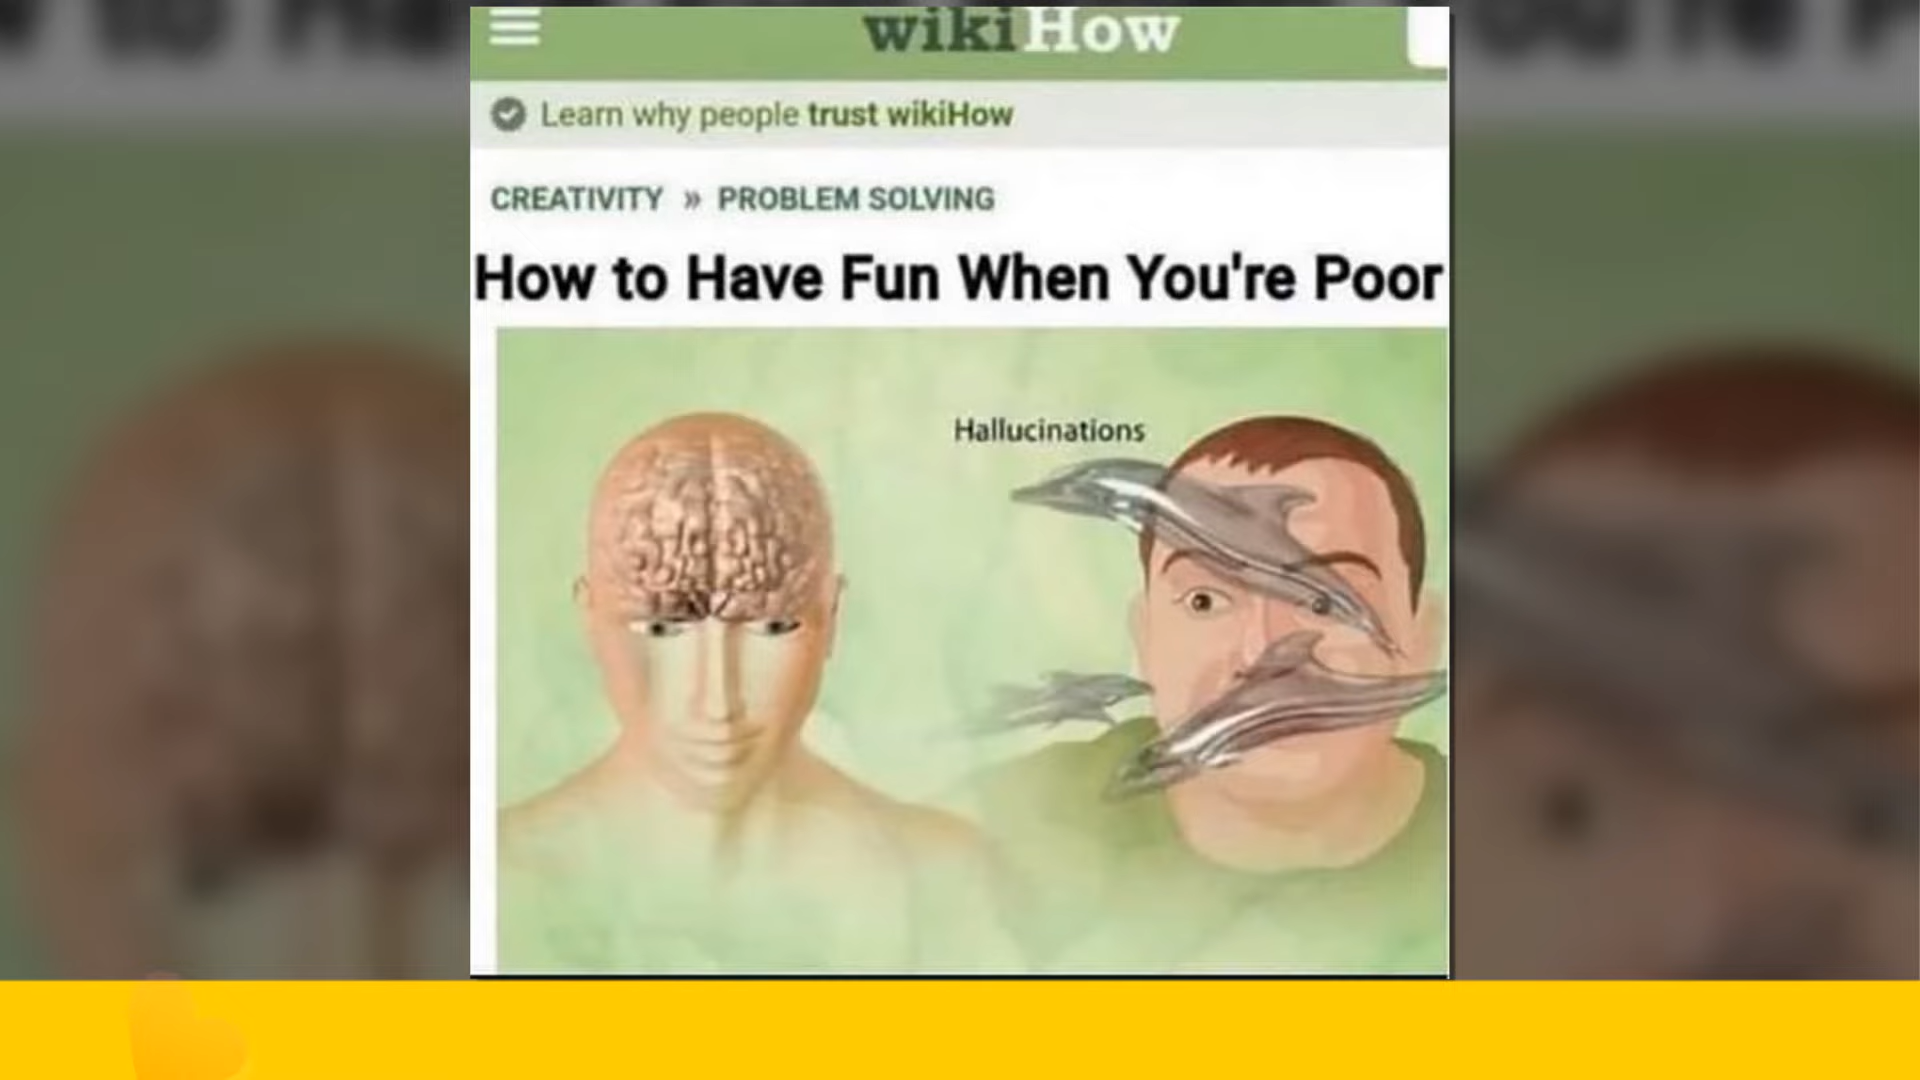 wikiHow
Learn why people trust wikiHow
CREATIVITY » PROBLEM SOLVING
How to Have Fun When You're Poor
Hallucinations